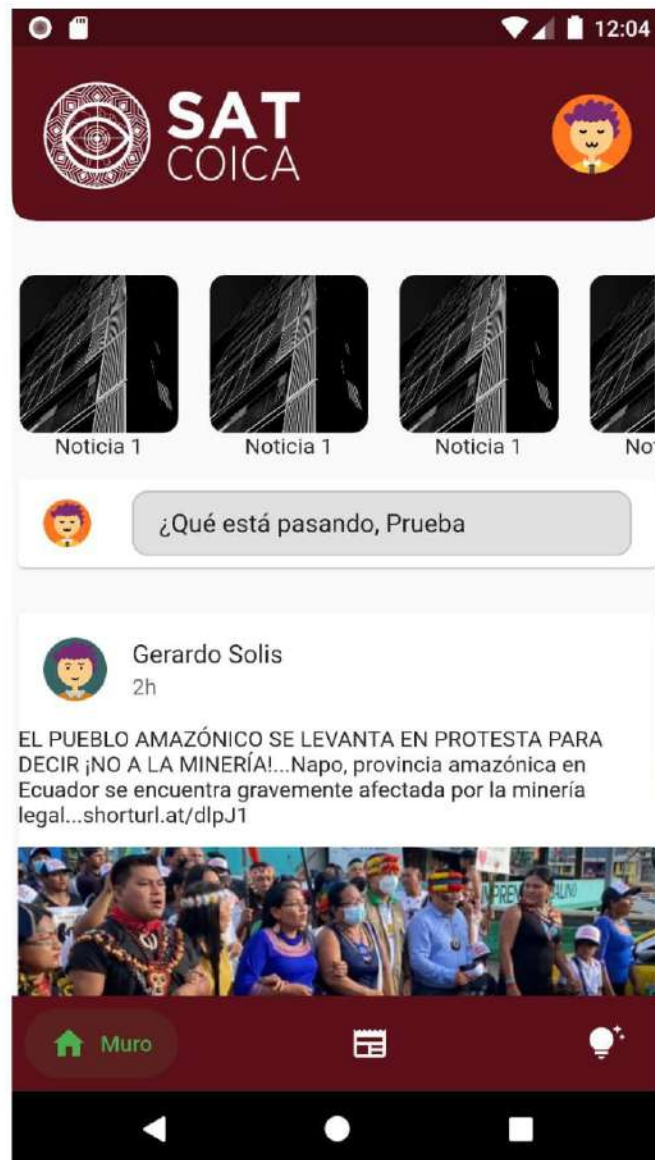 12:04
SAT
COICA
Noticia 1
Noticia 1
Noticia 1
No
¿Qué está pasando, Prueba
Gerardo Solis
2h
EL PUEBLO AMAZÓNICO SE LEVANTA EN PROTESTA PARA
DECIR ¡NO A LA MINERÍA!...Napo, provincia amazónica en
Ecuador se encuentra gravemente afectada por la minería
legal...shorturl.at/dlpJ1
Muro